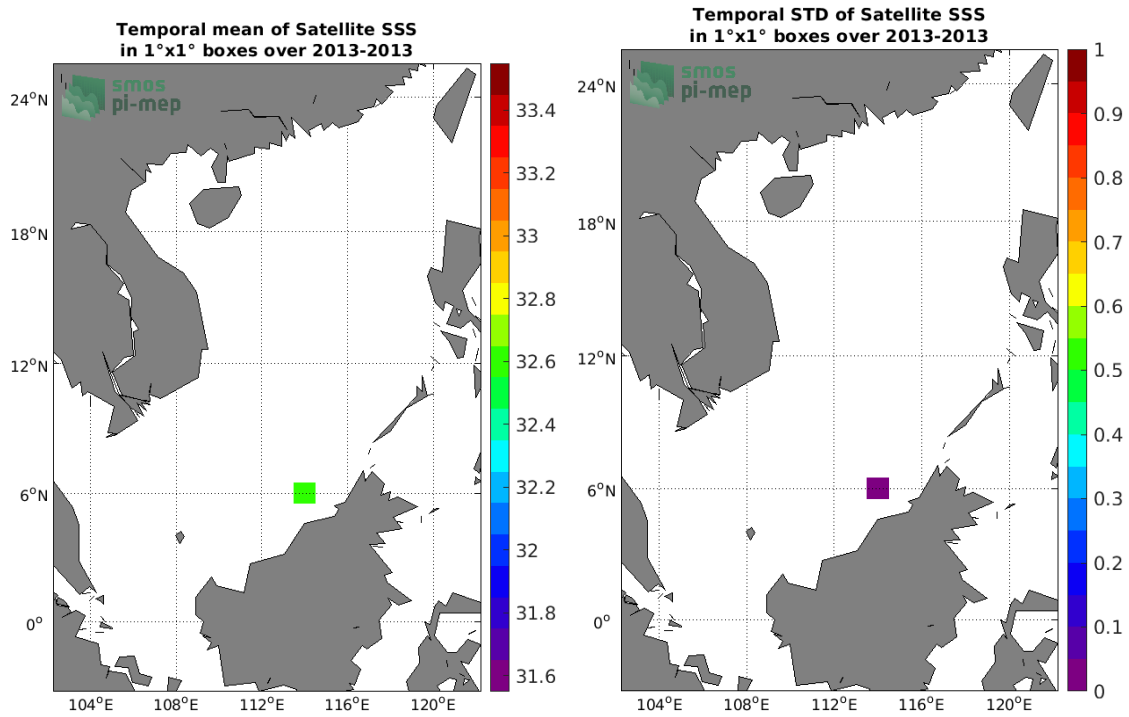 Temporal mean of Satellite SSS
in 1°x1° boxes over 2013-2013
smos
pi-mep
24°N
18°N
12°N
6°N
0°
104°E
108°E
112°E
116°E
120°E
33.4
33.2
33
32.8
32.6
32.4
32.2
32
31.8
31.6
Temporal STD of Satellite SSS
in 1°x1° boxes over 2013-2013
smos
pi-mep
24°N
18°N
12°N
6°N
0°
104°E
108°E
112°E
116°E
120°E
1
0.9
0.8
0.7
0.6
0.5
0.4
0.3
0.2
0.1
0